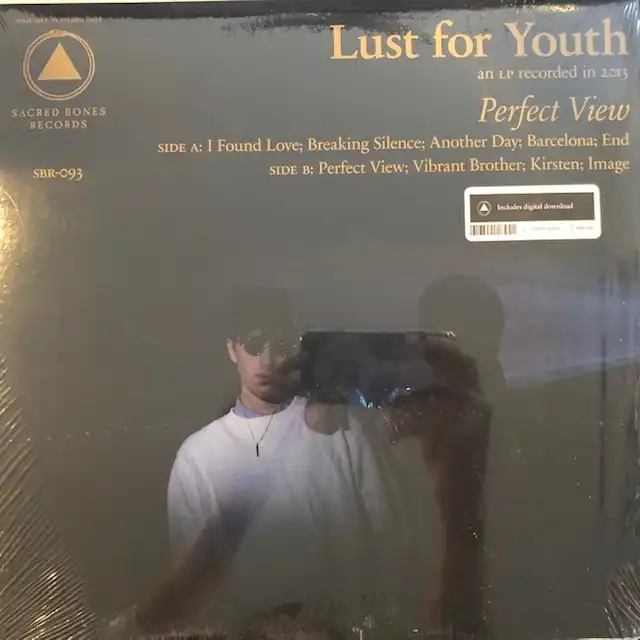 Lust for Youth
an LP recorded in 2013
SACRED BONES
RECORDS
Perfect View
SIDE A: I Found Love; Breaking Silence; Another Day; Barcelona; End
SBR-093
SIDE B: Perfect View; Vibrant Brother; Kirsten; Image
Includes digital download